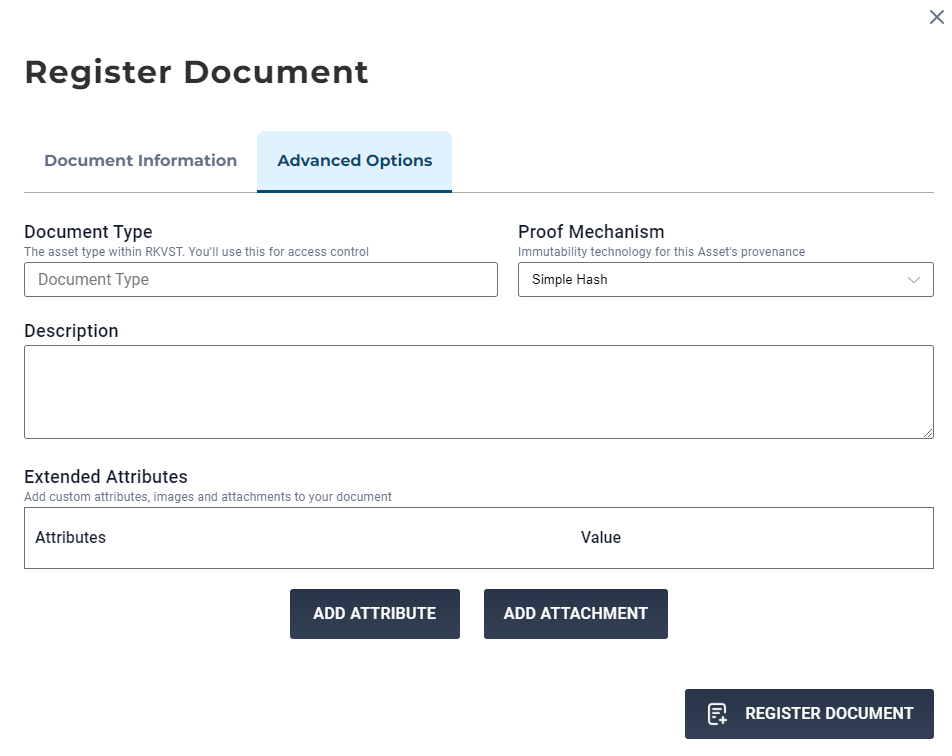 Register Document
Document Information
Advanced Options
Document Type
The asset type within RKVST. You'll use this for access control
Document Type
Proof Mechanism
Immutability technology for this Asset's provenance
Simple Hash
Description
Extended Attributes
Add custom attributes, images and attachments to your document
Attributes Value
ADD ATTRIBUTE
ADD ATTACHMENT
REGISTER DOCUMENT